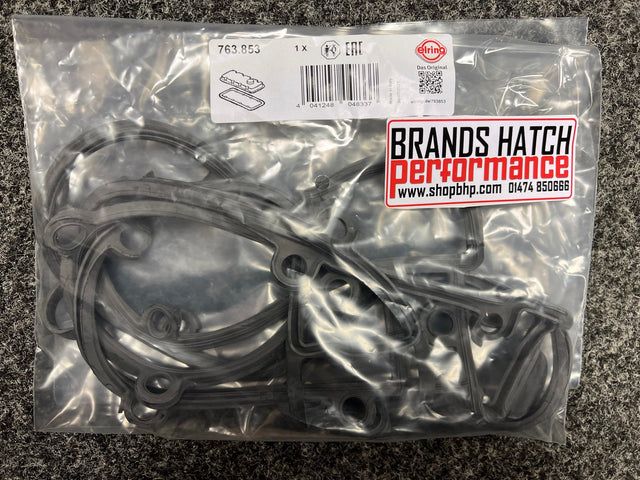 763.853
1 X
EAC
elring
Das Original
4 041248 048337
BRANDS HATCH
performance
www.shopbhp.com 01474 850666